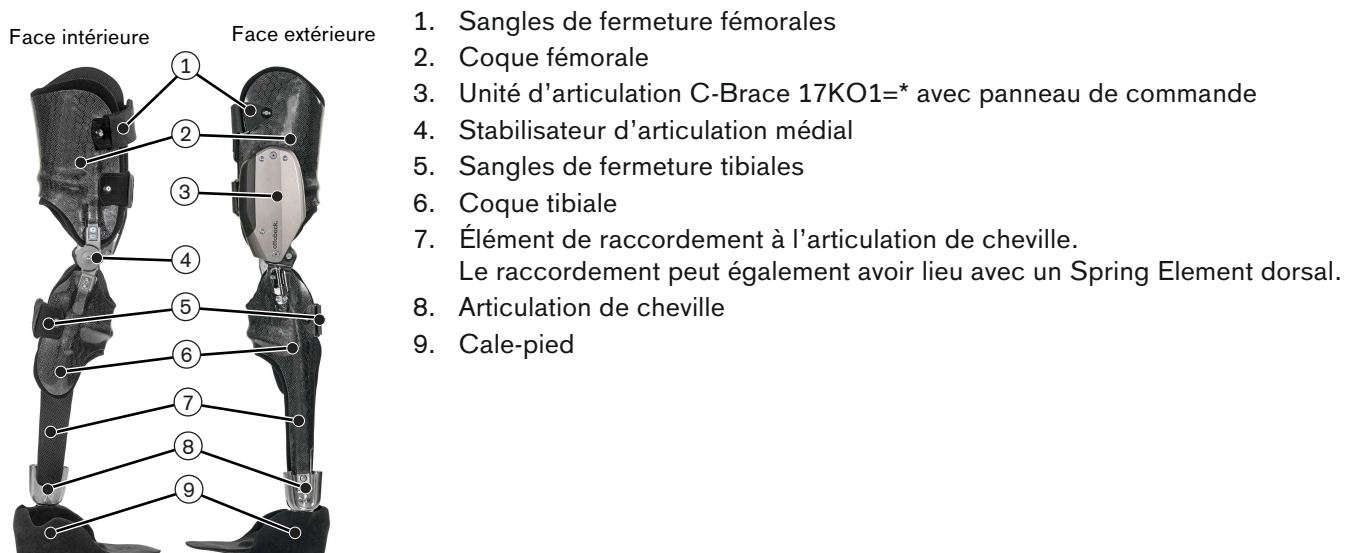 Face intérieure
Face extérieure
1
2
3
4
5
6
7
8
9
ottobock.
1. Sangles de fermeture fémorales
2. Coque fémorale
3. Unité d’articulation C-Brace 17KO1=* avec panneau de commande
4. Stabilisateur d’articulation médial
5. Sangles de fermeture tibiales
6. Coque tibiale
7. Élément de raccordement à l’articulation de cheville.
Le raccordement peut également avoir lieu avec un Spring Element dorsal.
8. Articulation de cheville
9. Cale-pied